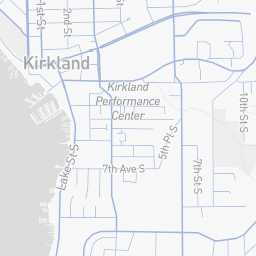 1st St
2nd St
Kirkland
Kirkland
Performance
Center
10th St S
5th Pl S
Lake St S
7th Ave S
7th St S